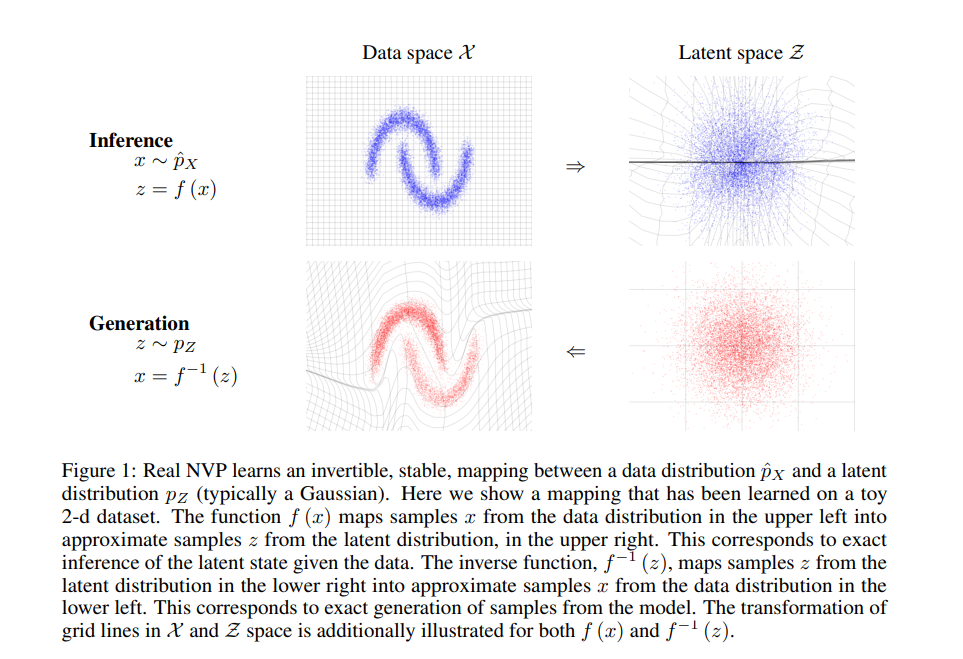 Data space 𝒳
Latent space 𝒵
Inference
x ∼ p̂_X
z = f (x)
⇒
Generation
z ∼ p_Z
x = f⁻¹ (z)
⇐
Figure 1: Real NVP learns an invertible, stable, mapping between a data distribution p̂_X and a latent
distribution p_Z (typically a Gaussian). Here we show a mapping that has been learned on a toy
2-d dataset. The function f (x) maps samples x from the data distribution in the upper left into
approximate samples z from the latent distribution, in the upper right. This corresponds to exact
inference of the latent state given the data. The inverse function, f⁻¹ (z), maps samples z from the
latent distribution in the lower right into approximate samples x from the data distribution in the
lower left. This corresponds to exact generation of samples from the model. The transformation of
grid lines in 𝒳 and 𝒵 space is additionally illustrated for both f (x) and f⁻¹ (z).